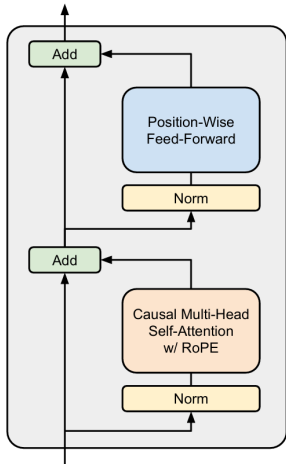 Add
Position-Wise
Feed-Forward
Norm
Add
Causal Multi-Head
Self-Attention
w/ RoPE
Norm